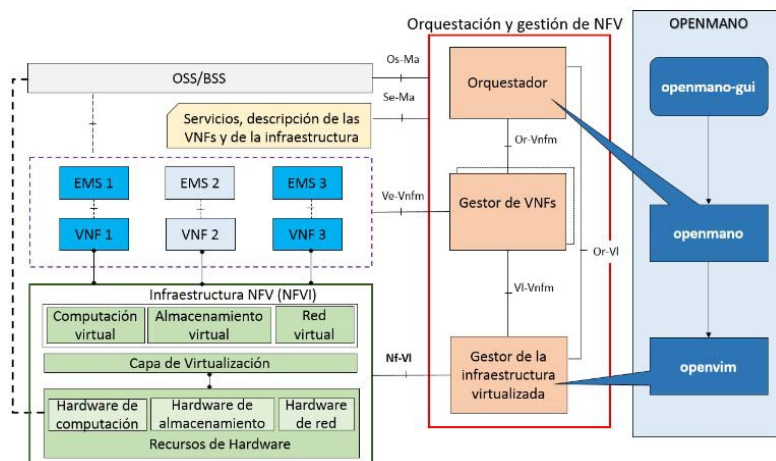 Orquestación y gestión de NFV
OPENMANO
OSS/BSS
Os-Ma
Se-Ma
Servicios, descripción de las
VNFs y de la infraestructura
Orquestador
openmano-gui
Or-Vnfm
EMS 1
EMS 2
EMS 3
VNF 1
VNF 2
VNF 3
Ve-Vnfm
Gestor de VNFs
openmano
Or-Vl
Vl-Vnfm
Infraestructura NFV (NFVI)
Computación
virtual
Almacenamiento
virtual
Red
virtual
Capa de Virtualización
Nf-Vl
Gestor de la
infraestructura
virtualizada
openvim
Hardware de
computación
Hardware de
almacenamiento
Hardware
de red
Recursos de Hardware